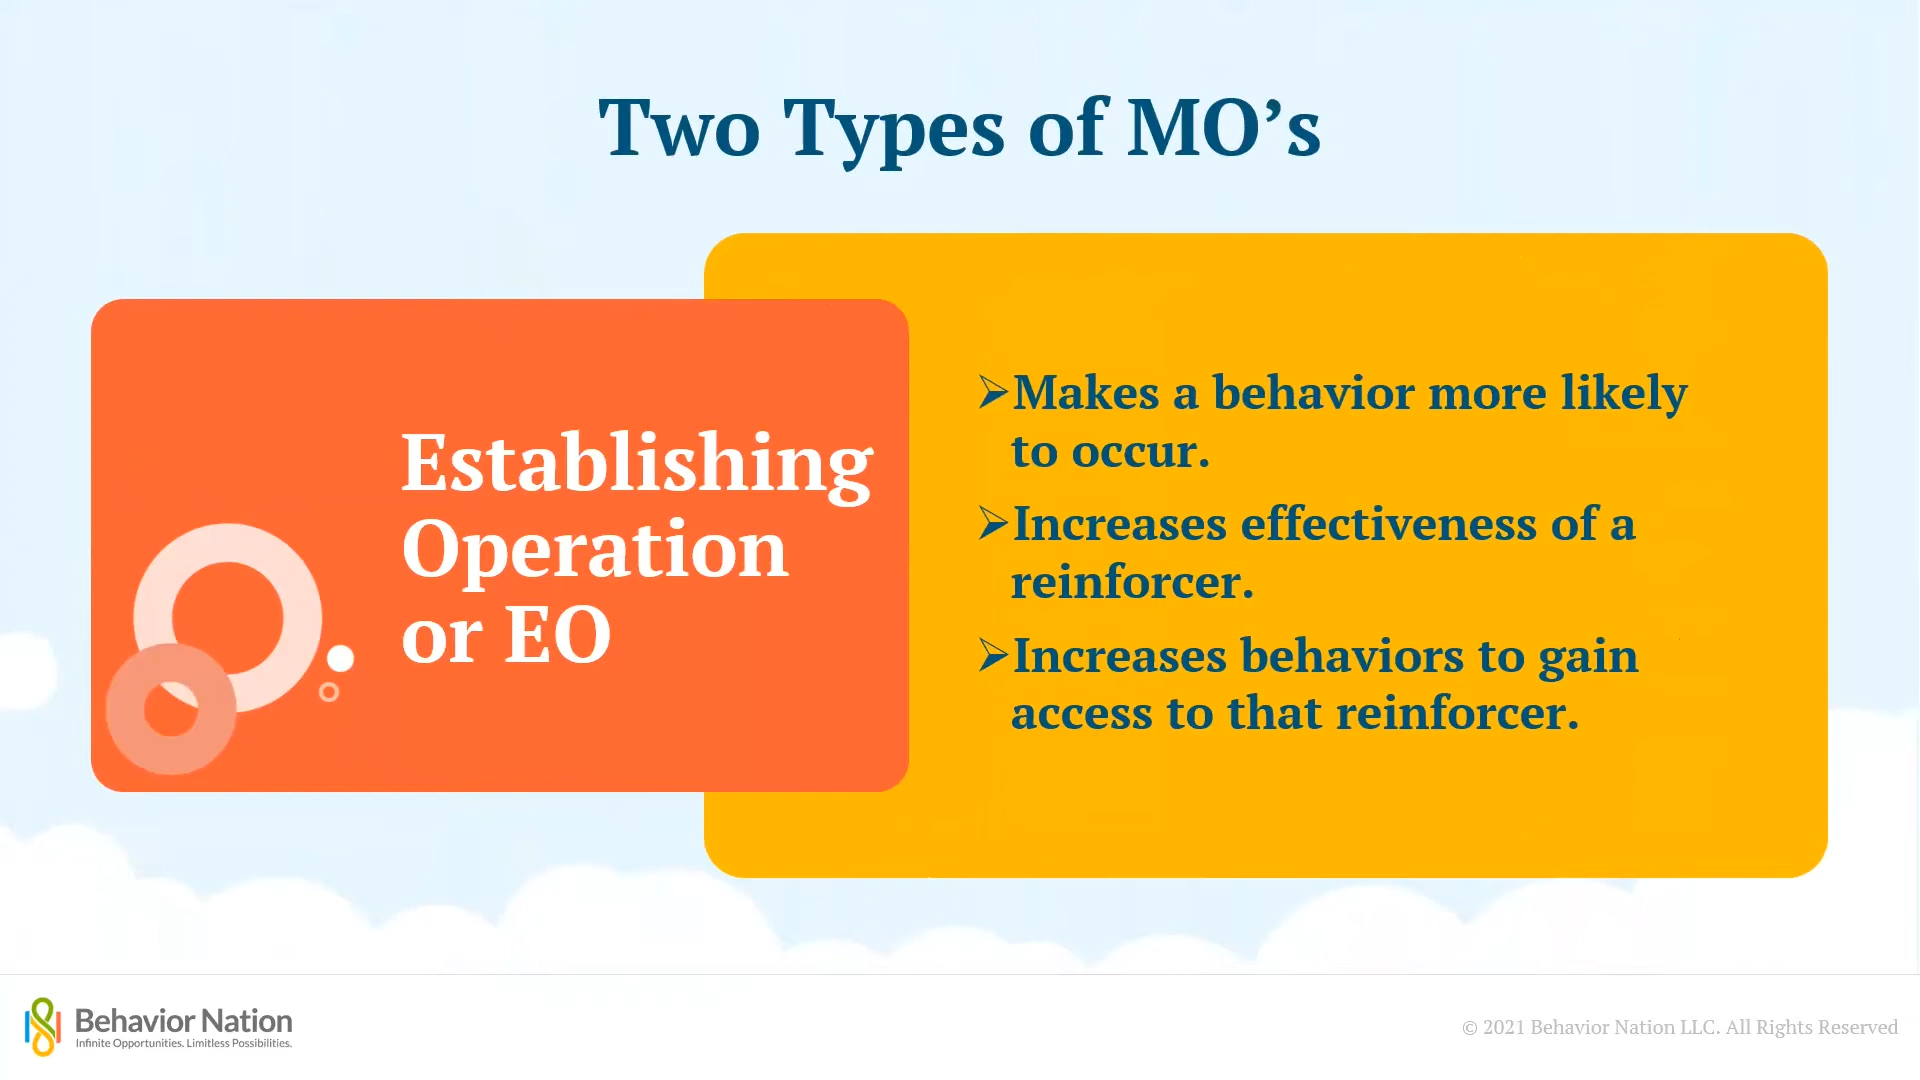 Two Types of MO’s
Establishing
Operation
or EO
➢Makes a behavior more likely
to occur.
➢Increases effectiveness of a
reinforcer.
➢Increases behaviors to gain
access to that reinforcer.
Behavior Nation
Infinite Opportunities. Limitless Possibilities.
© 2021 Behavior Nation LLC. All Rights Reserved